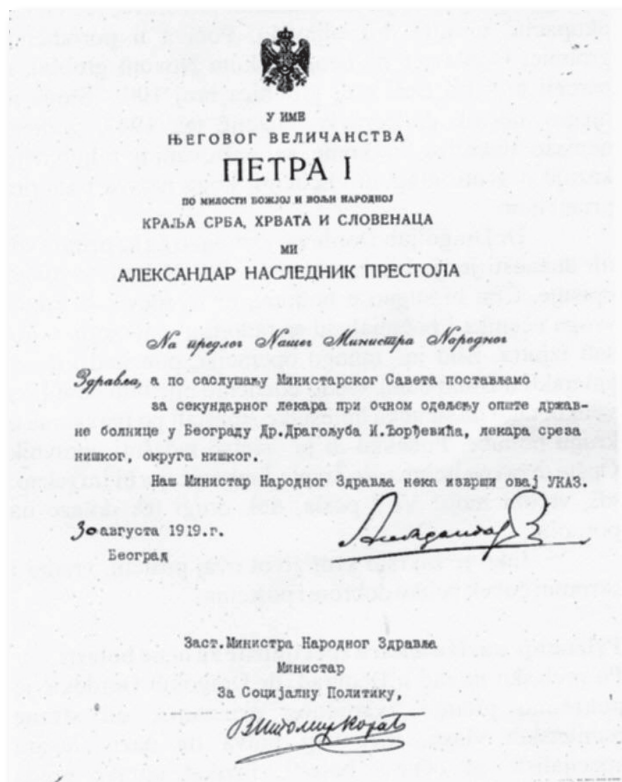 У ИМЕ
ЊЕГОВОГ ВЕЛИЧАНСТВА
ПЕТРА I
ПО МИЛОСТИ БОЖЈОЈ И ВОЉИ НАРОДНОЈ
КРАЉА СРБА, ХРВАТА И СЛОВЕНАЦА
МИ
АЛЕКСАНДАР НАСЛЕДНИК ПРЕСТОЛА
На предлог Нашег Министра Народног
Здравља, а по саслушању Министарског Савета постављамо
за секундарног лекара при очном одељењу опште држав-
не болнице у Београду Др.Драгољуба И.Ђорђевића, лекара среза
нишког, округа нишког.-
Наш Министар Народног Здравља нека изврши овај УКАЗ.
30 августа 1919.г.
Београд
Александар
Заст.Министра Народног Здравља
Министар
За Социјалну Политику,